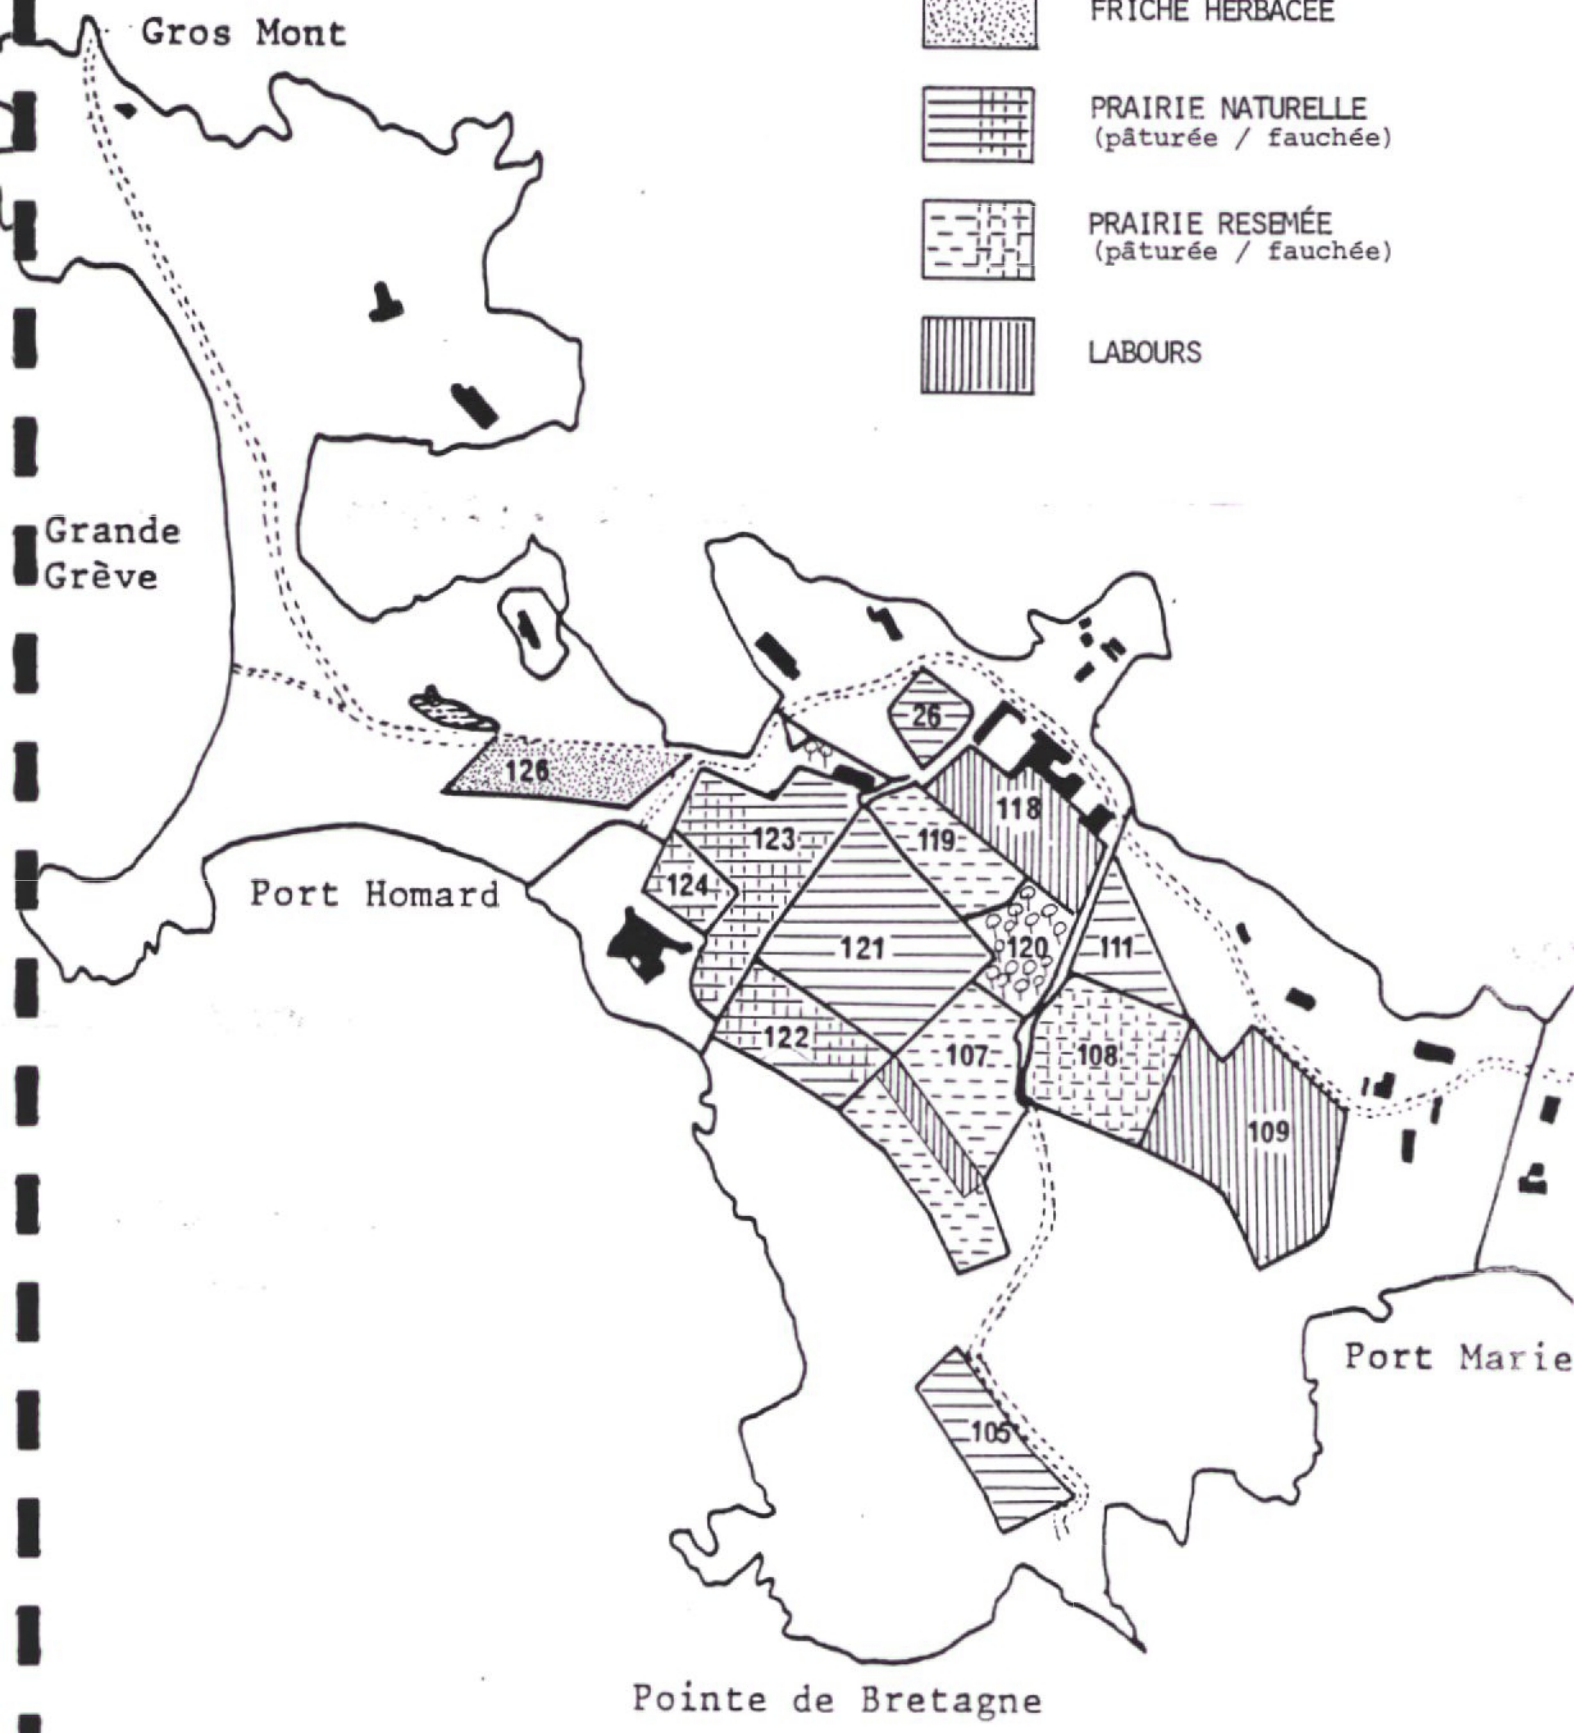 Gros Mont
FRICHE HERBACÉE
PRAIRIE NATURELLE
(pâturée / fauchée)
PRAIRIE RESEMÉE
(pâturée / fauchée)
LABOURS
Grande
Grève
26
126
118
123
119
124
Port Homard
121
120
111
122
107
108
109
Port Marie
105
Pointe de Bretagne